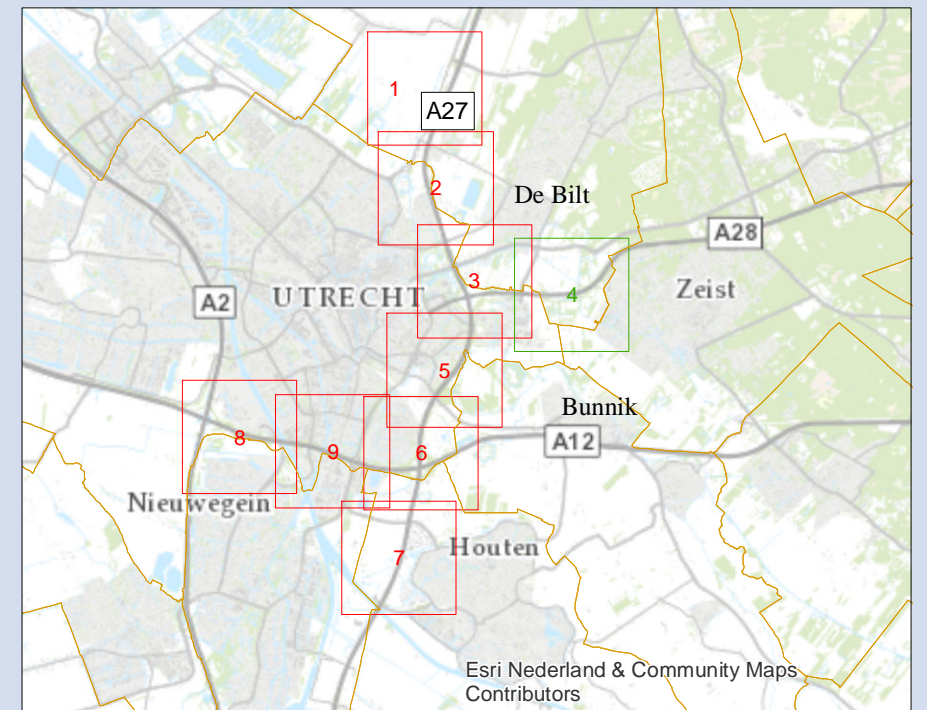 1
A27
2
De Bilt
A28
3
4
Zeist
A2
UTRECHT
5
Bunnik
8
9
6
A12
Nieuwegein
7
Houten
Esri Nederland & Community Maps
Contributors